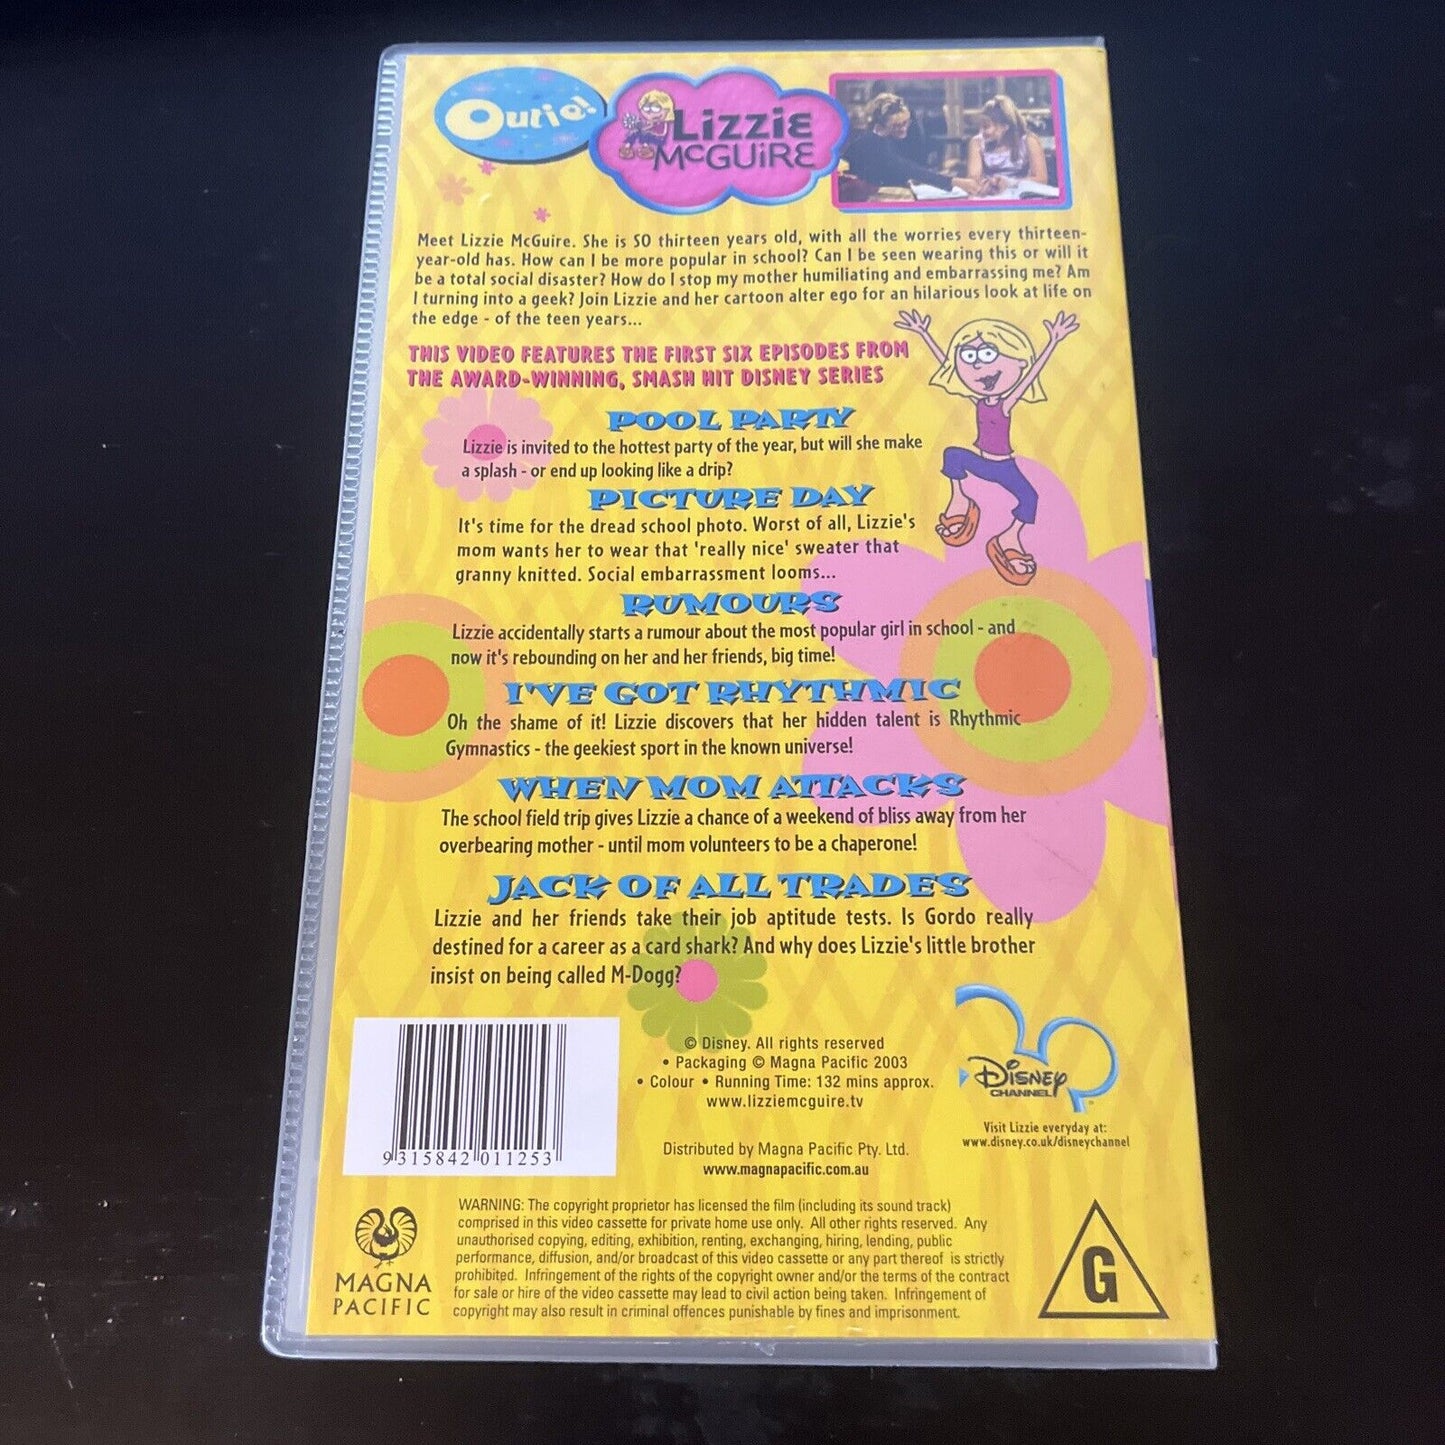 Outie!
Lizzie
McGuire
Meet Lizzie McGuire. She is SO thirteen years old, with all the worries every thirteen-
year-old has. How can I be more popular in school? Can I be seen wearing this or will it
be a total social disaster? How do I stop my mother humiliating and embarrassing me? Am
I turning into a geek? Join Lizzie and her cartoon alter ego for an hilarious look at life on
the edge - of the teen years...
THIS VIDEO FEATURES THE FIRST SIX EPISODES FROM
THE AWARD-WINNING, SMASH HIT DISNEY SERIES
POOL PARTY
Lizzie is invited to the hottest party of the year, but will she make
a splash - or end up looking like a drip?
PICTURE DAY
It's time for the dread school photo. Worst of all, Lizzie's
mom wants her to wear that 'really nice' sweater that
granny knitted. Social embarrassment looms...
RUMOURS
Lizzie accidentally starts a rumour about the most popular girl in school - and
now it's rebounding on her and her friends, big time!
I'VE GOT RHYTHMIC
Oh the shame of it! Lizzie discovers that her hidden talent is Rhythmic
Gymnastics - the geekiest sport in the known universe!
WHEN MOM ATTACKS
The school field trip gives Lizzie a chance of a weekend of bliss away from her
overbearing mother - until mom volunteers to be a chaperone!
JACK OF ALL TRADES
Lizzie and her friends take their job aptitude tests. Is Gordo really
destined for a career as a card shark? And why does Lizzie's little brother
insist on being called M-Dogg?
© Disney. All rights reserved
• Packaging © Magna Pacific 2003
• Colour • Running Time: 132 mins approx.
www.lizziemcguire.tv
Distributed by Magna Pacific Pty. Ltd.
www.magnapacific.com.au
Disney
CHANNEL
Visit Lizzie everyday at:
www.disney.co.uk/disneychannel
9 315842 011253
MAGNA
PACIFIC
WARNING: The copyright proprietor has licensed the film (including its sound track)
comprised in this video cassette for private home use only. All other rights reserved. Any
unauthorised copying, editing, exhibition, renting, exchanging, hiring, lending, public
performance, diffusion, and/or broadcast of this video cassette or any part thereof is strictly
prohibited. Infringement of the rights of the copyright owner and/or the terms of the contract
for sale or hire of the video cassette may lead to civil action being taken. Infringement of
copyright may also result in criminal offences punishable by fines and imprisonment.
G